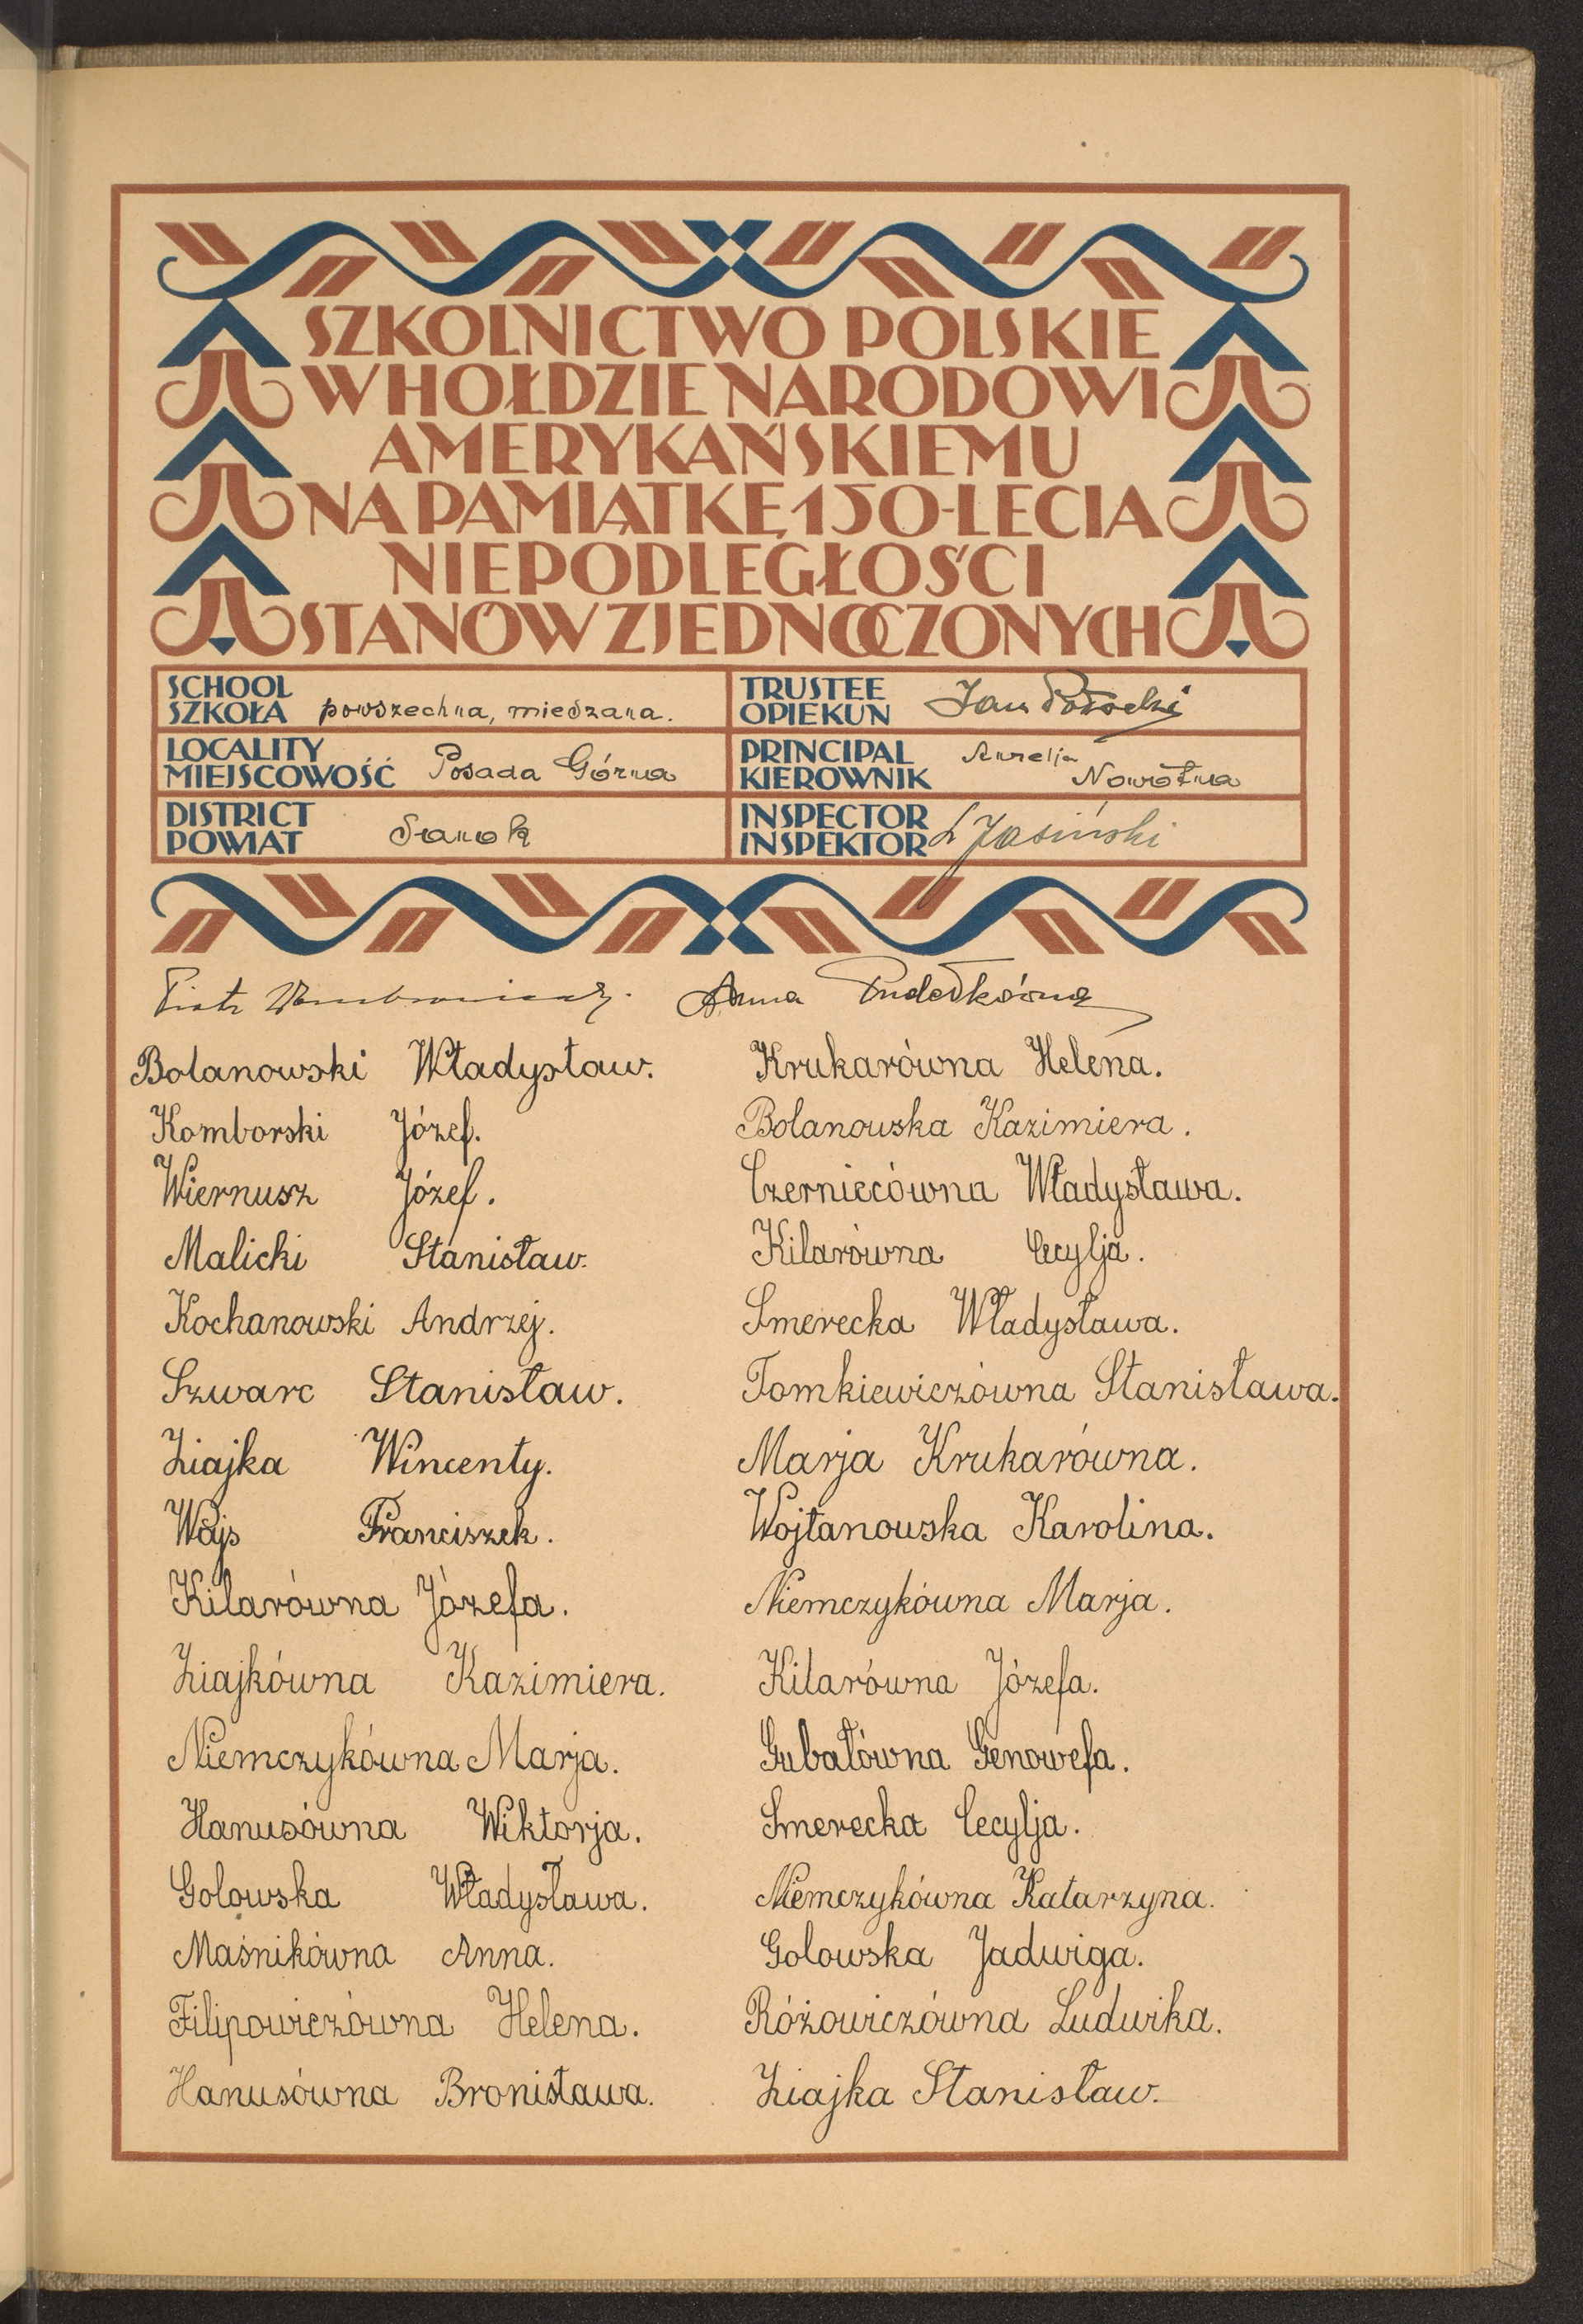 SZKOLNICTWO POLSKIE
W HOŁDZIE NARODOWI
AMERYKAŃSKIEMU
NA PAMIĄTKĘ 150-LECIA
NIEPODLEGŁOŚCI
STANÓW ZJEDNOCZONYCH
SCHOOL
SZKOŁA powszechna, mieszana.
TRUSTEE
OPIEKUN Jan
LOCALITY
MIEJSCOWOŚĆ Posada Górna
PRINCIPAL Aurelja
KIEROWNIK Nowotna
DISTRICT
POWIAT Sanok
INSPECTOR
INSPEKTOR Jasiński
Piotr
Anna Pudełkówna
Bolanowski Władysław.
Komborski Józef.
Wiernusz Józef.
Malicki Stanisław.
Kochanowski Andrzej.
Szwarc Stanisław.
Ziajka Wincenty.
Wajs Franciszek.
Kilarówna Józefa.
Ziajkówna Kazimiera.
Niemczykówna Marja.
Hanusówna Wiktorja.
Golowska Władysława.
Maśnikówna Anna.
Filipowiczówna Helena.
Hanusówna Bronisława.
Krukarówna Helena.
Bolanowska Kazimiera.
Czerniecówna Władysława.
Kilarówna Cecylja.
Smerecka Władysława.
Tomkiewiczówna Stanisława.
Marja Krukarówna.
Wojtanowska Karolina.
Niemczykówna Marja.
Kilarówna Józefa.
Gubałówna Genowefa.
Smerecka Cecylja.
Niemczykówna Katarzyna.
Golowska Jadwiga.
Różowiczówna Ludwika.
Ziajka Stanisław.